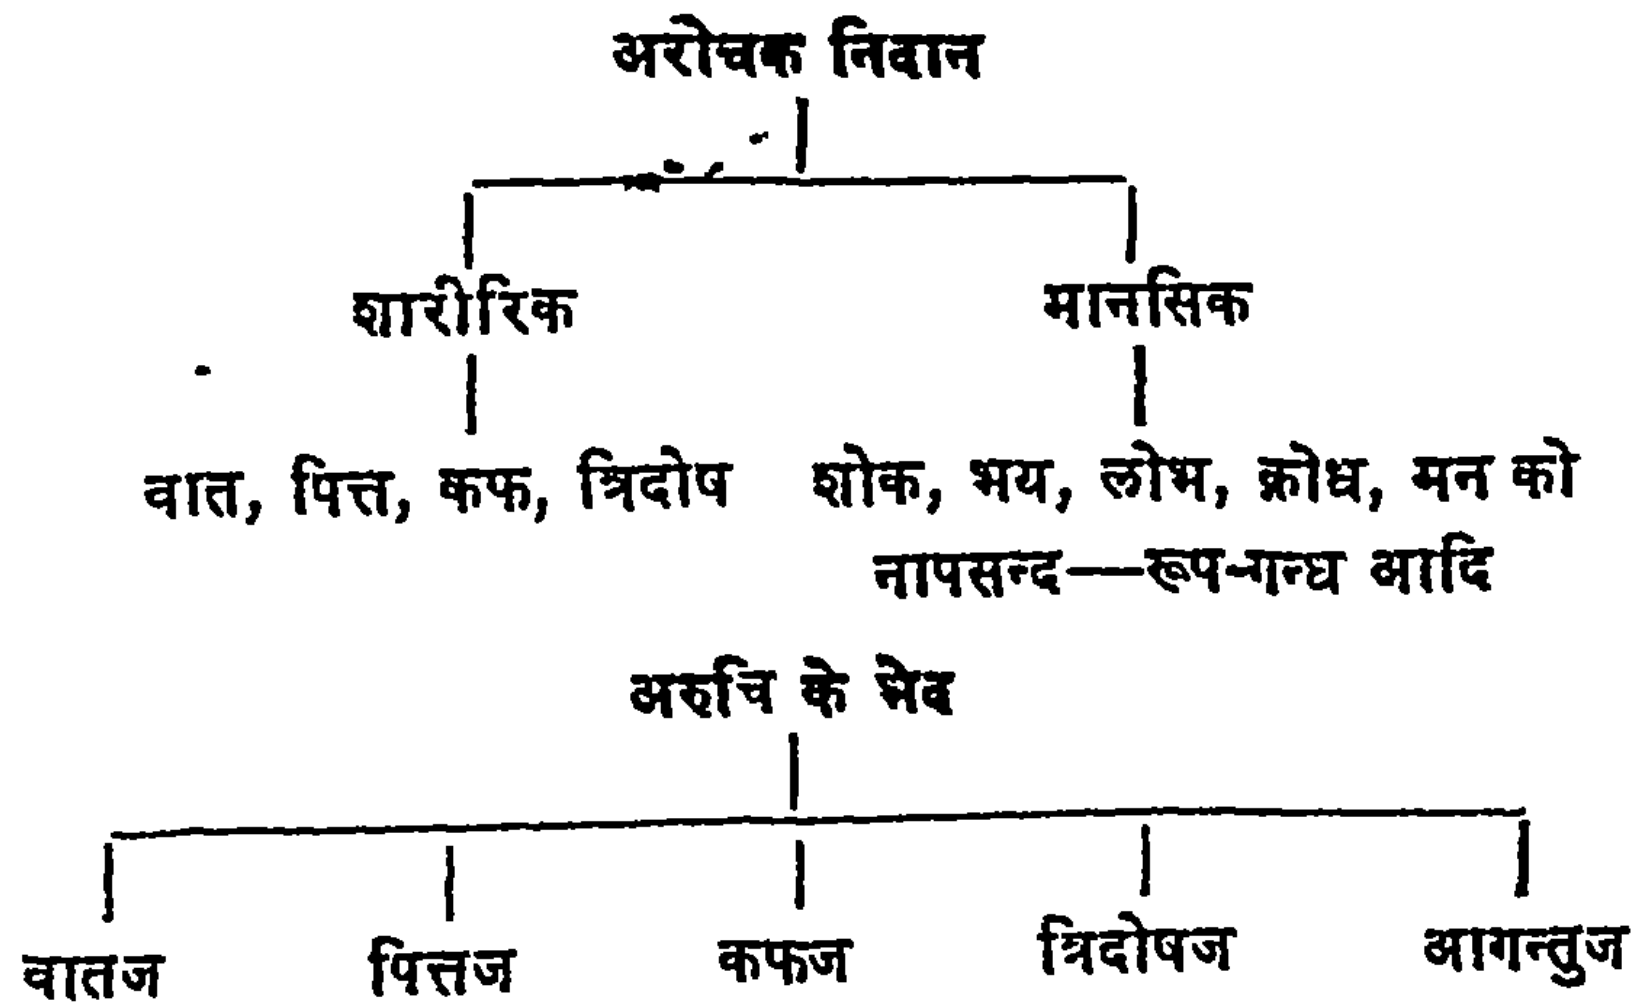 अरोचक निदान
शारीरिक मानसिक
वात, पित्त, कफ, त्रिदोष शोक, भय, लोभ, क्रोध, मन को
नापसन्द—रूप-गन्ध आदि
अरुचि के भेद
वातज पित्तज कफज त्रिदोषज आगन्तुज